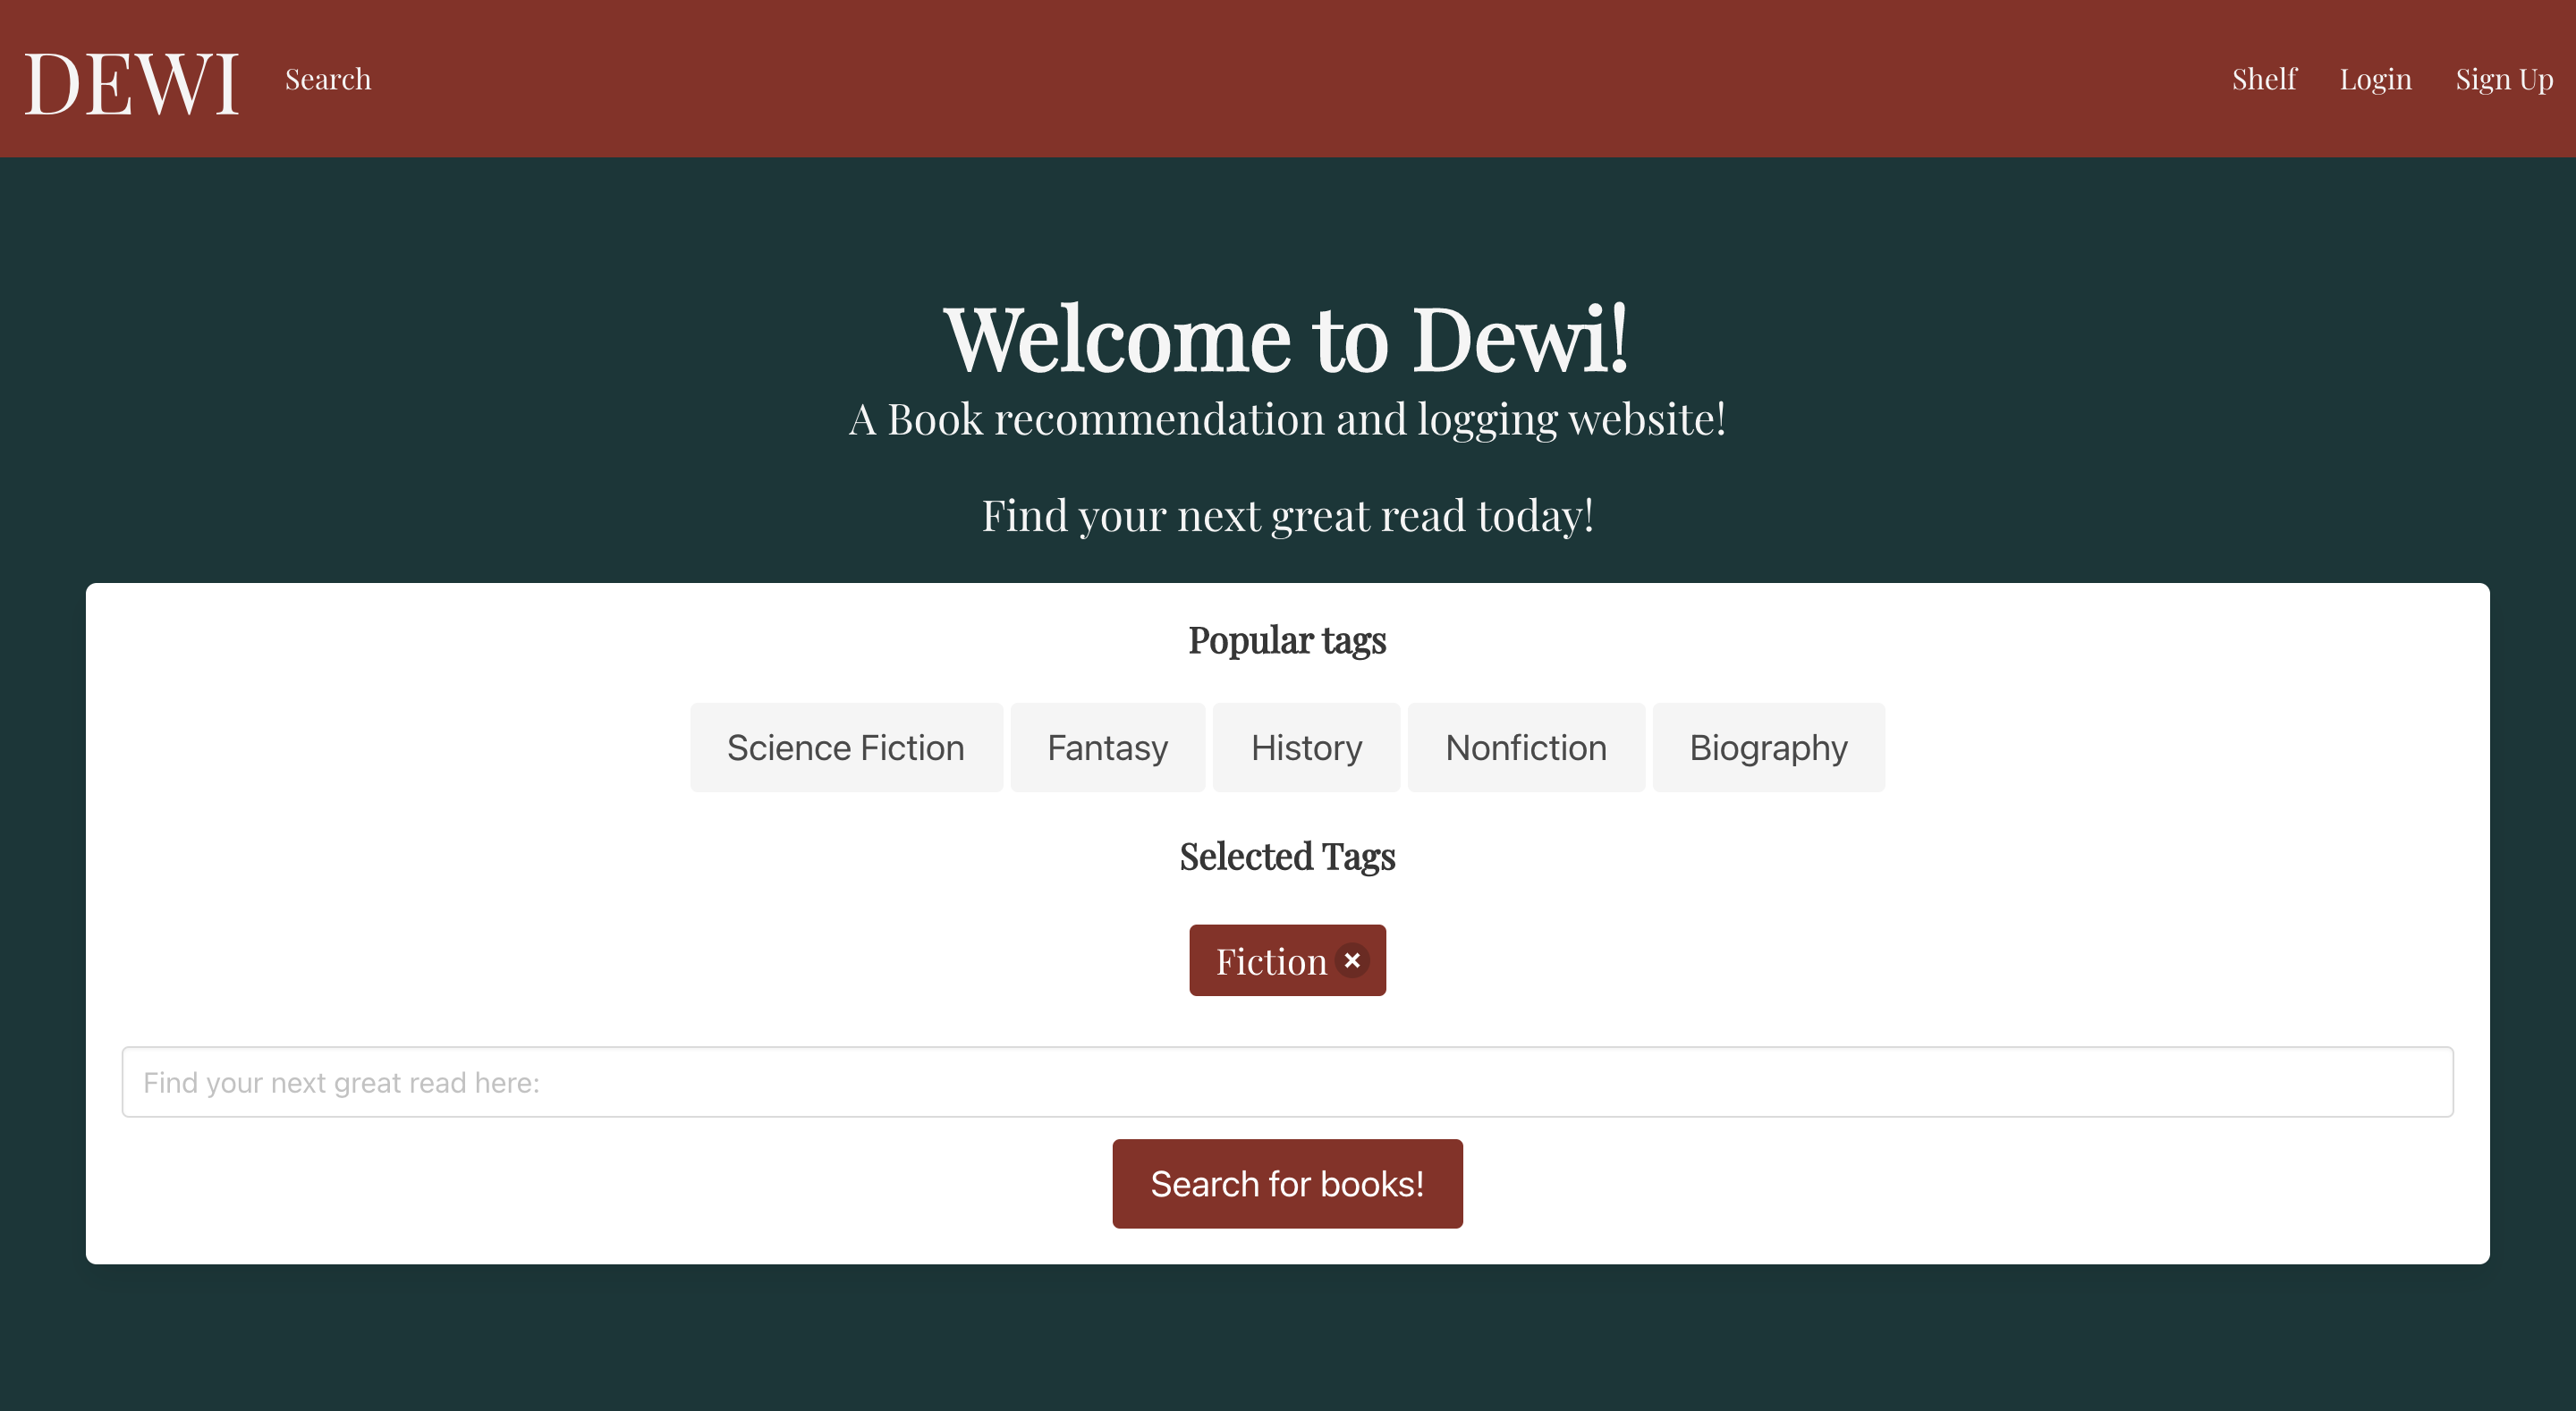 DEWI Search Shelf Login Sign Up
Welcome to Dewi!
A Book recommendation and logging website!
Find your next great read today!
Popular tags
Science Fiction Fantasy History Nonfiction Biography
Selected Tags
Fiction
Find your next great read here:
Search for books!